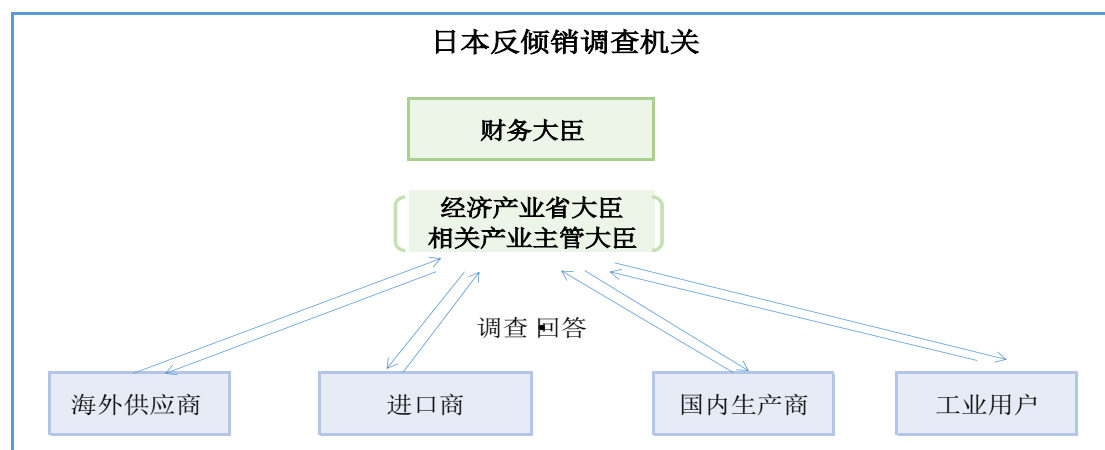 日本反倾销调查机关
财务大臣
经济产业省大臣
相关产业主管大臣
调查•回答
海外供应商
进口商
国内生产商
工业用户